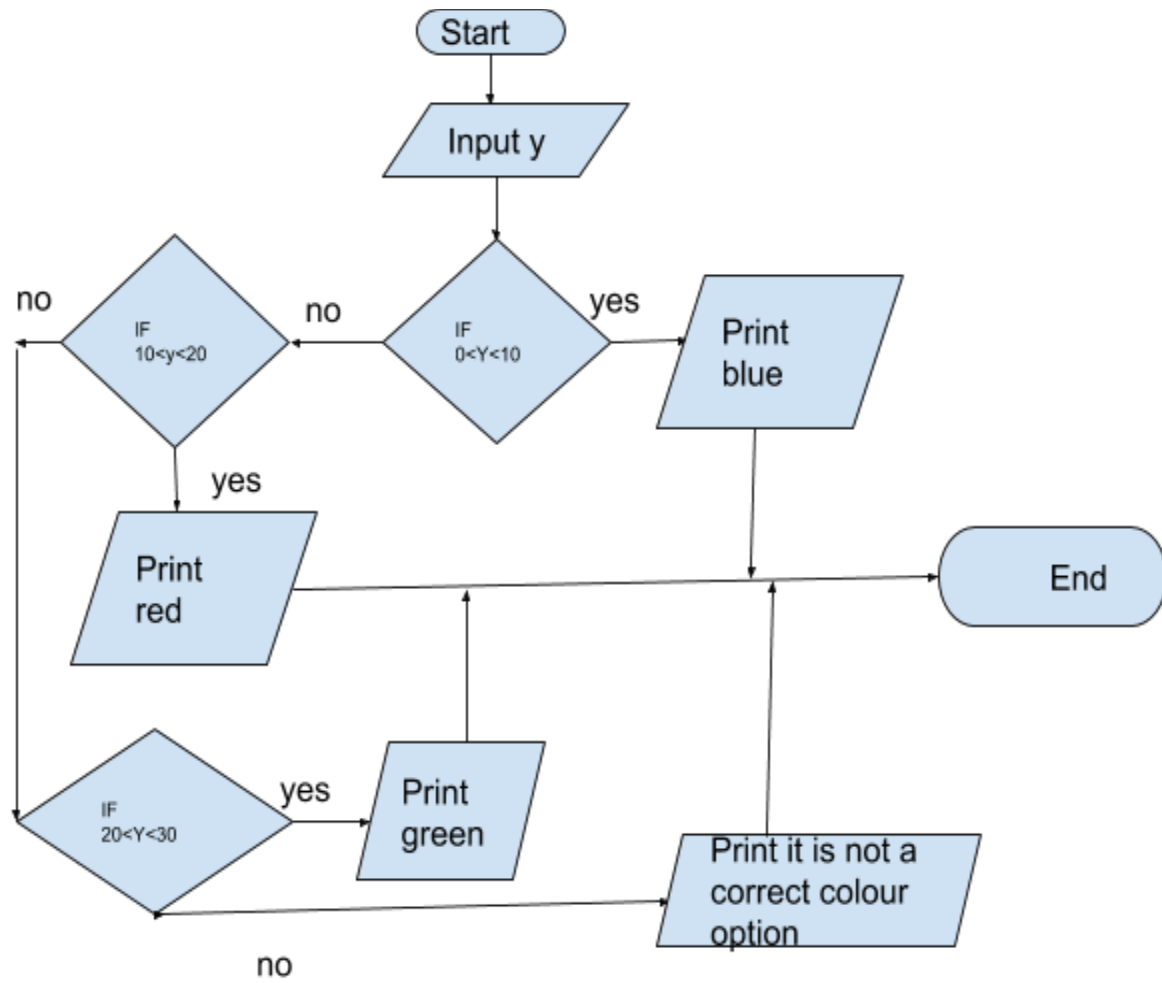 Start
Input y
no
IF
10<y<20
no
IF
0<Y<10
yes
Print
blue
yes
Print
red
End
IF
20<Y<30
yes
Print
green
Print it is not a
correct colour
option
no